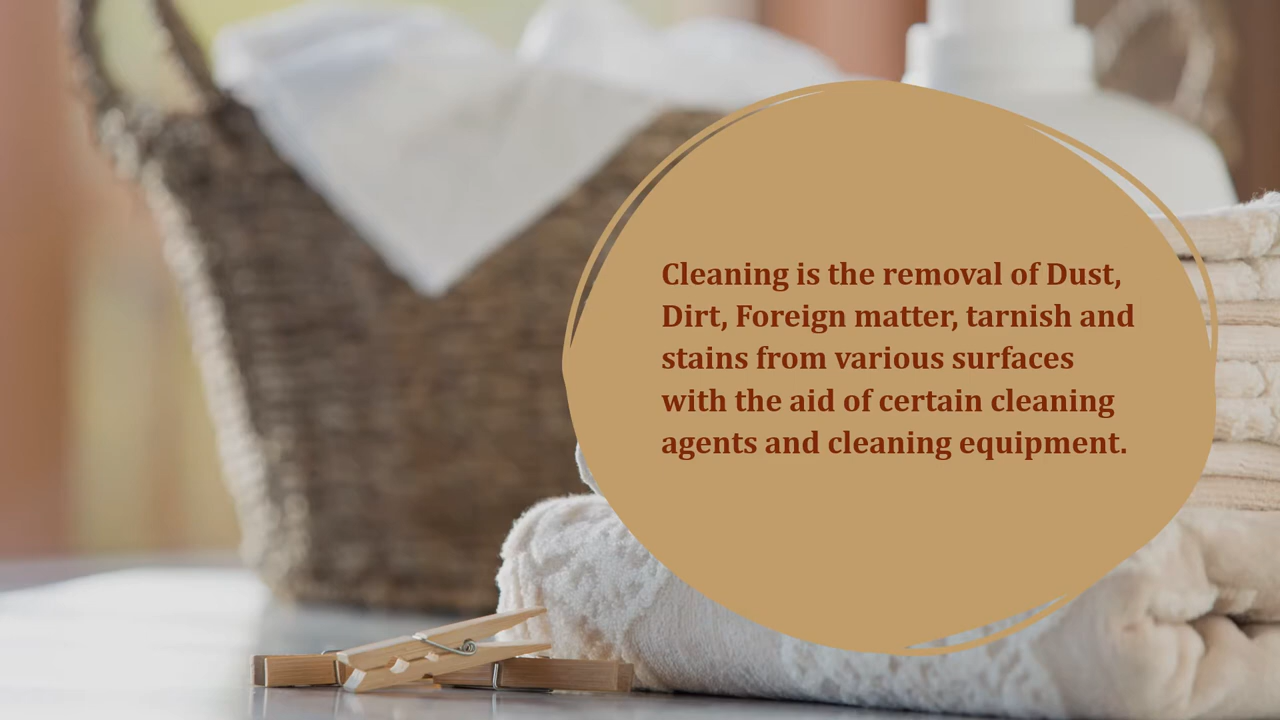 Cleaning is the removal of Dust,
Dirt, Foreign matter, tarnish and
stains from various surfaces
with the aid of certain cleaning
agents and cleaning equipment.